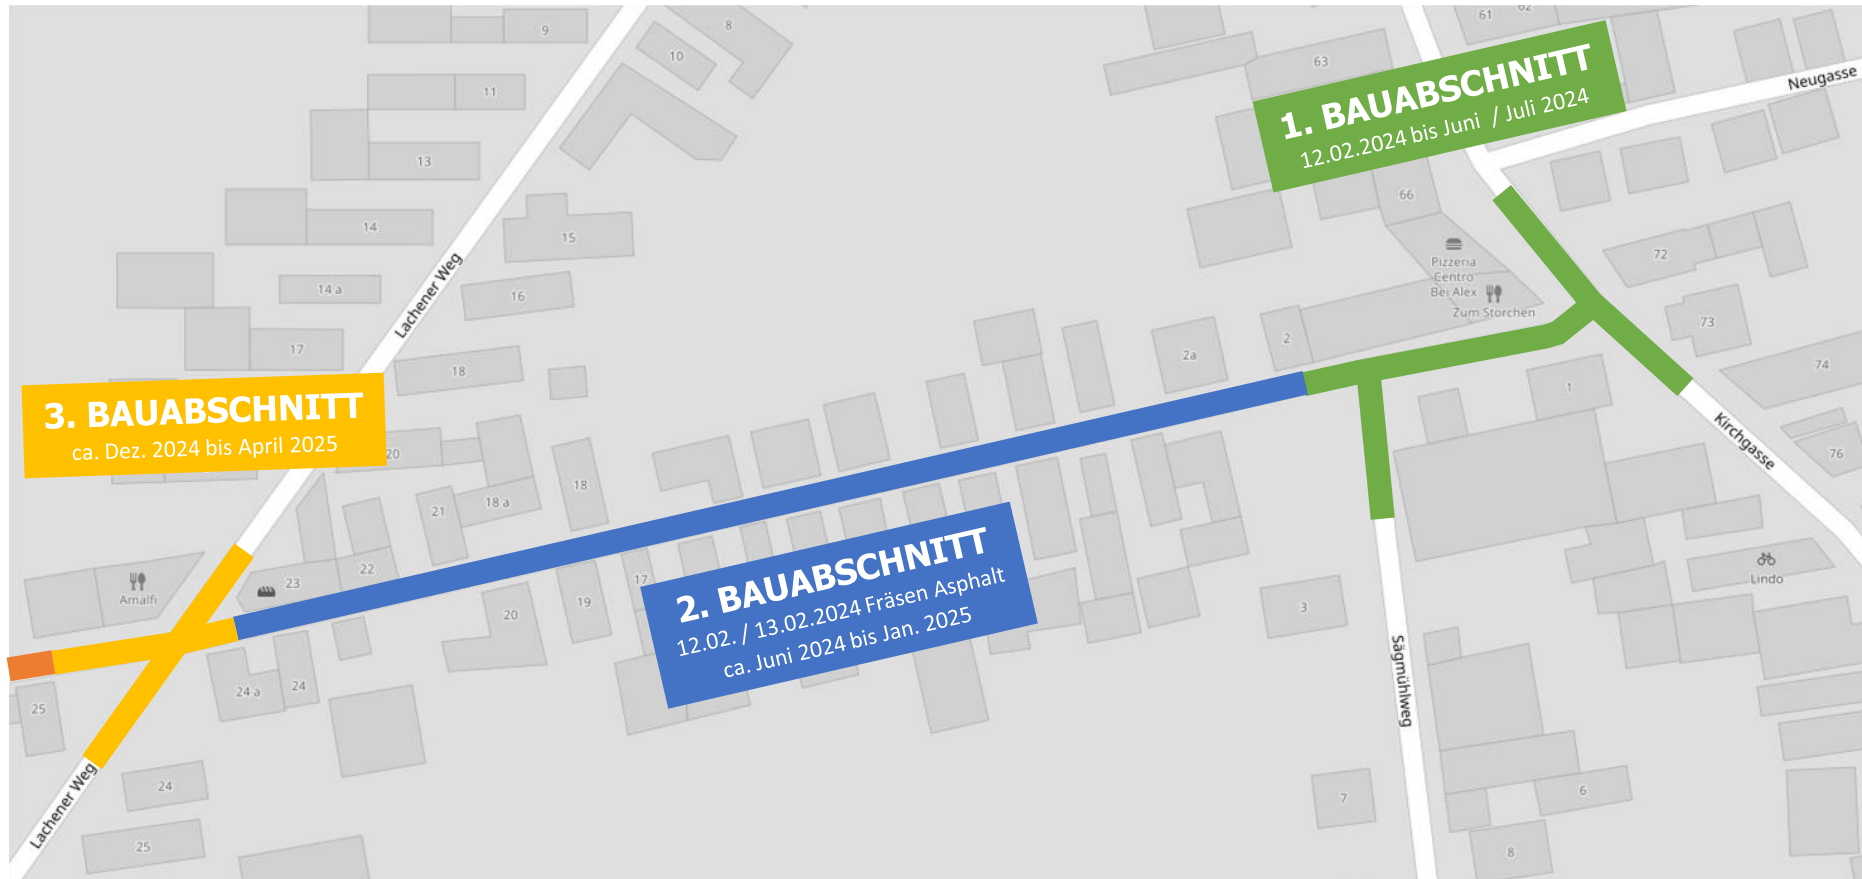 9
8
10
61
62
63
11
13
1. BAUABSCHNITT
12.02.2024 bis Juni / Juli 2024
Neugasse
14
15
66
72
Pizzeria
Centro
Bei Alex
Zum Storchen
14 a
16
Lachener Weg
17
18
2
2a
73
74
1
3. BAUABSCHNITT
ca. Dez. 2024 bis April 2025
20
18
18 a
21
Kirchgasse
76
Amalfi
23
22
17
19
20
2. BAUABSCHNITT
12.02. / 13.02.2024 Fräsen Asphalt
ca. Juni 2024 bis Jan. 2025
Lindo
3
Sägmühlweg
24 a
24
25
24
25
Lachener Weg
7
6
8